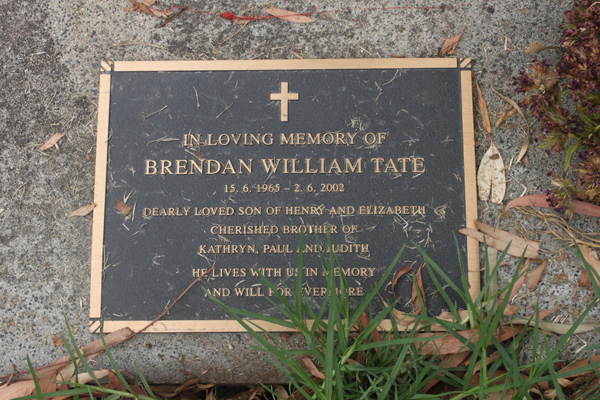 IN LOVING MEMORY OF
BRENDAN WILLIAM TATE
15. 6. 1965 – 2. 6. 2002
DEARLY LOVED SON OF HENRY AND ELIZABETH
CHERISHED BROTHER OF
KATHRYN, PAUL AND JUDITH
HE LIVES WITH US IN MEMORY
AND WILL FOR EVERMORE